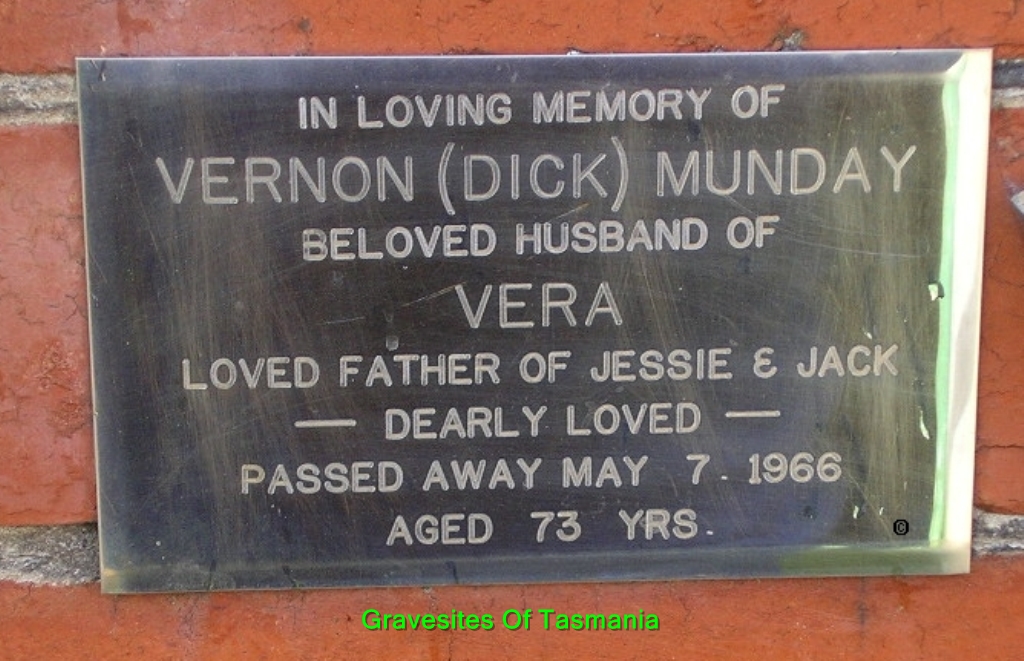 IN LOVING MEMORY OF
VERNON (DICK) MUNDAY
BELOVED HUSBAND OF
VERA
LOVED FATHER OF JESSIE & JACK
— DEARLY LOVED —
PASSED AWAY MAY 7. 1966
AGED 73 YRS.
©
Gravesites Of Tasmania